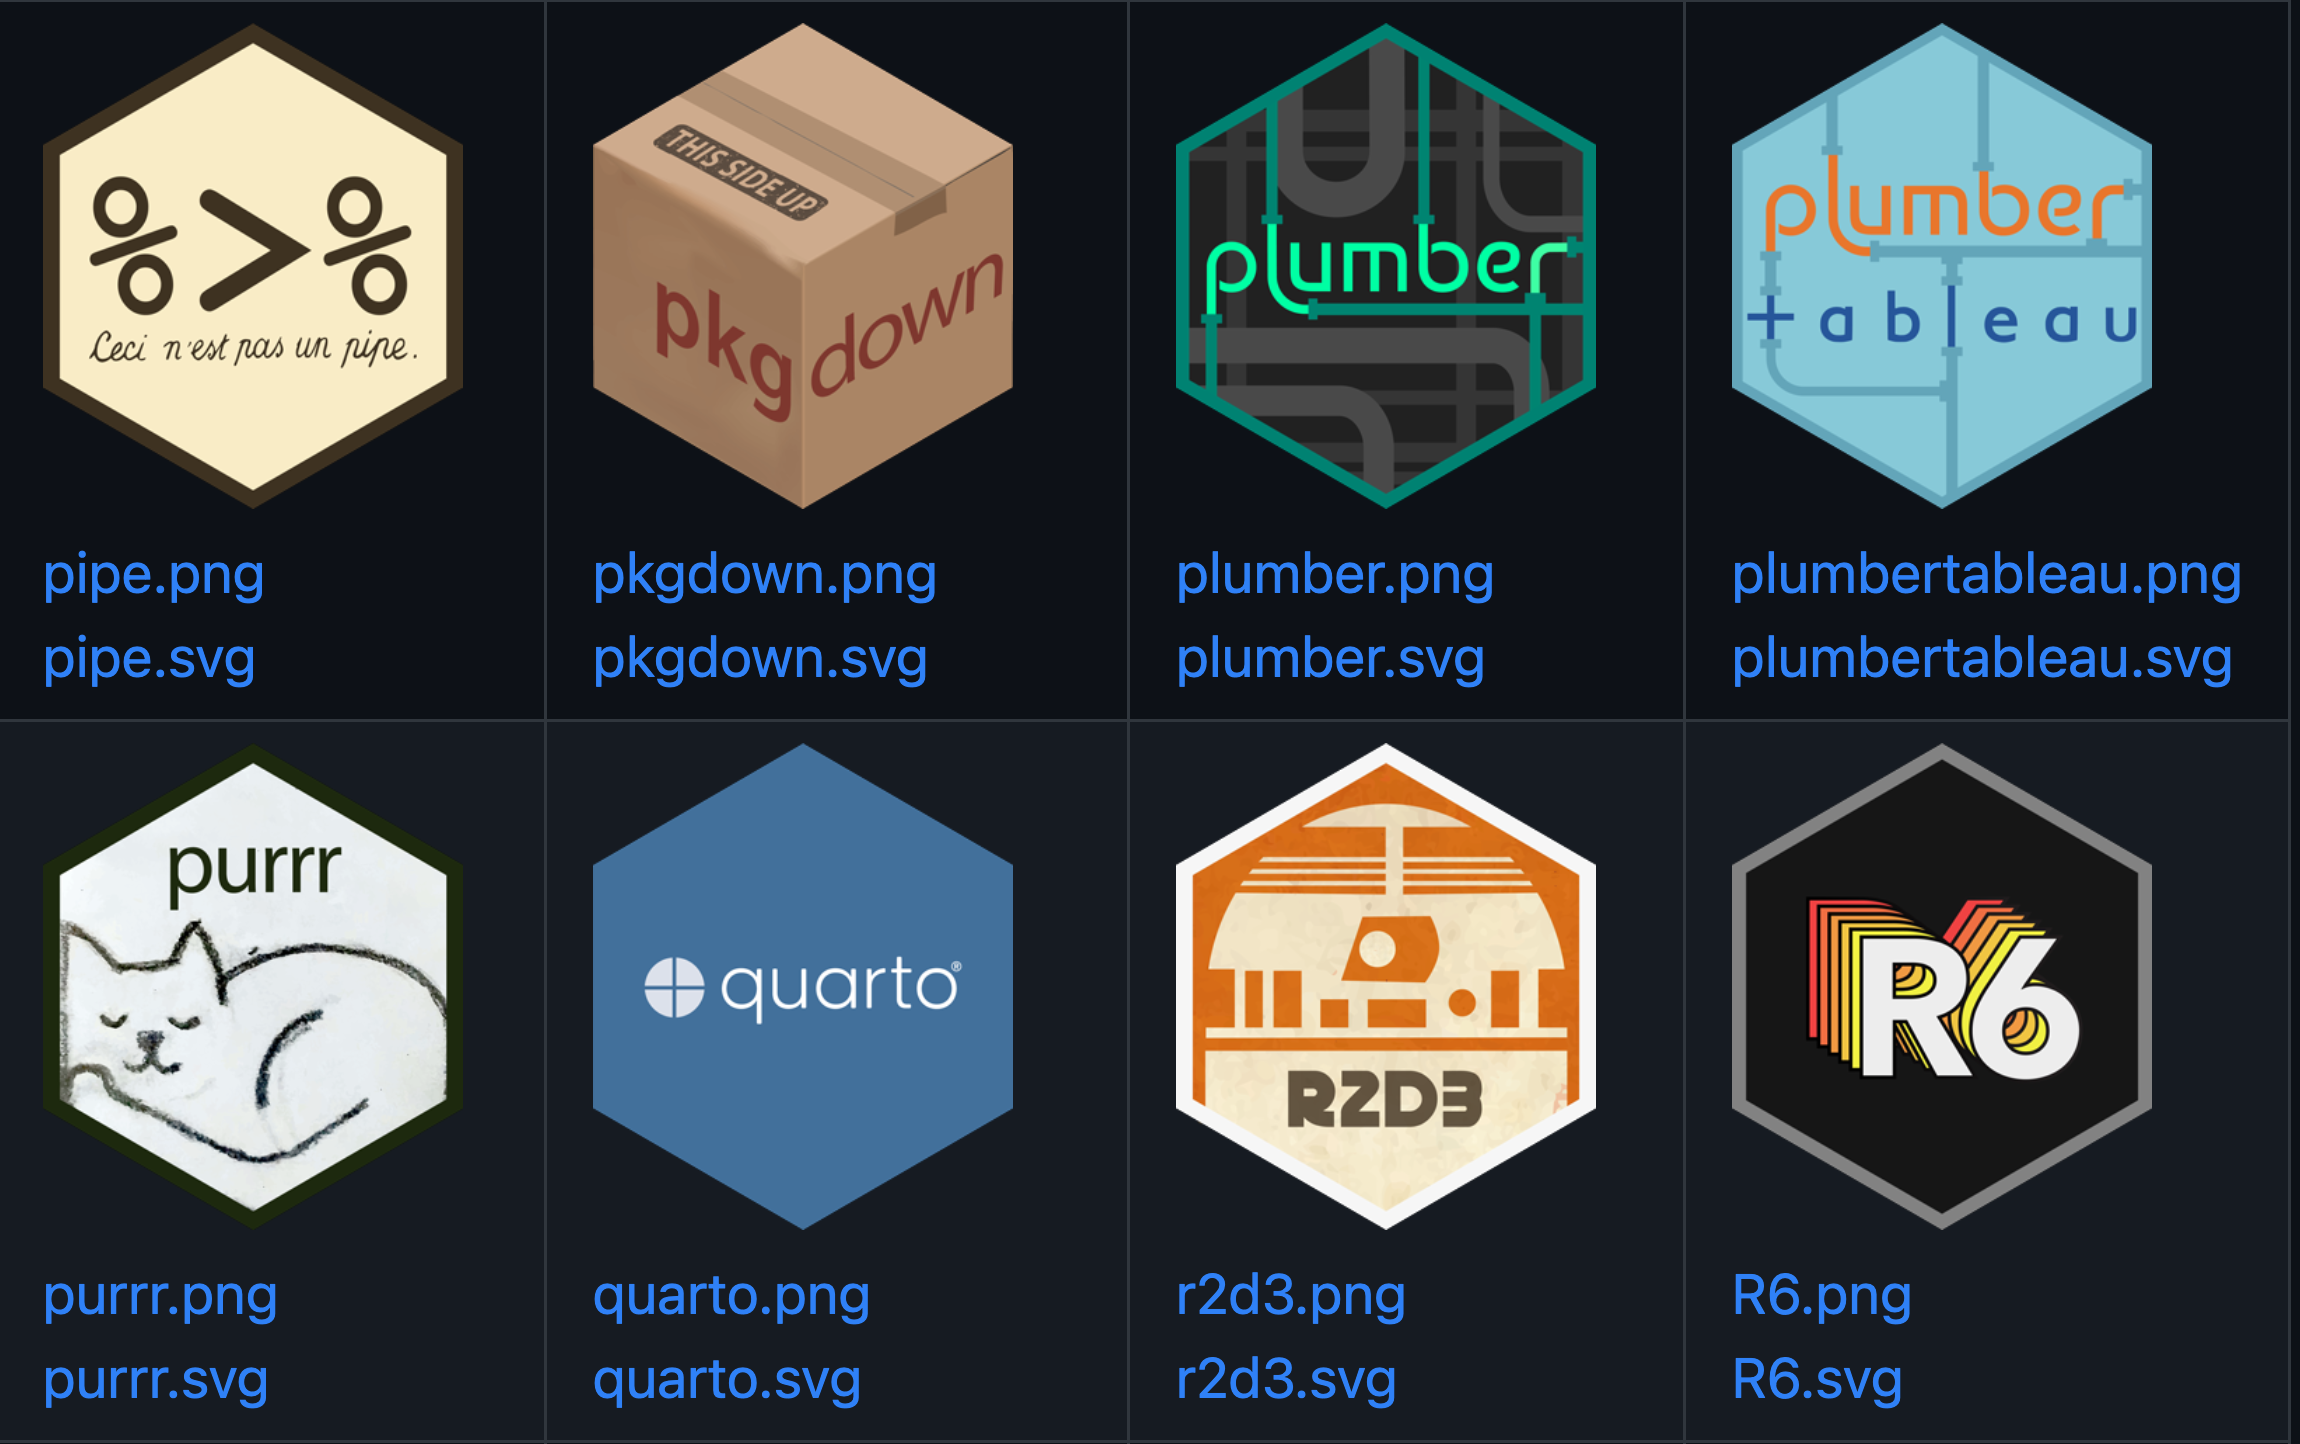 %>%
Ceci n'est pas un pipe.
pipe.png
pipe.svg
THIS SIDE UP
pkgdown
pkgdown.png
pkgdown.svg
plumber
plumber.png
plumber.svg
plumber
tableau
plumbertableau.png
plumbertableau.svg
purrr
purrr.png
purrr.svg
quarto®
quarto.png
quarto.svg
R2D3
r2d3.png
r2d3.svg
R6
R6.png
R6.svg